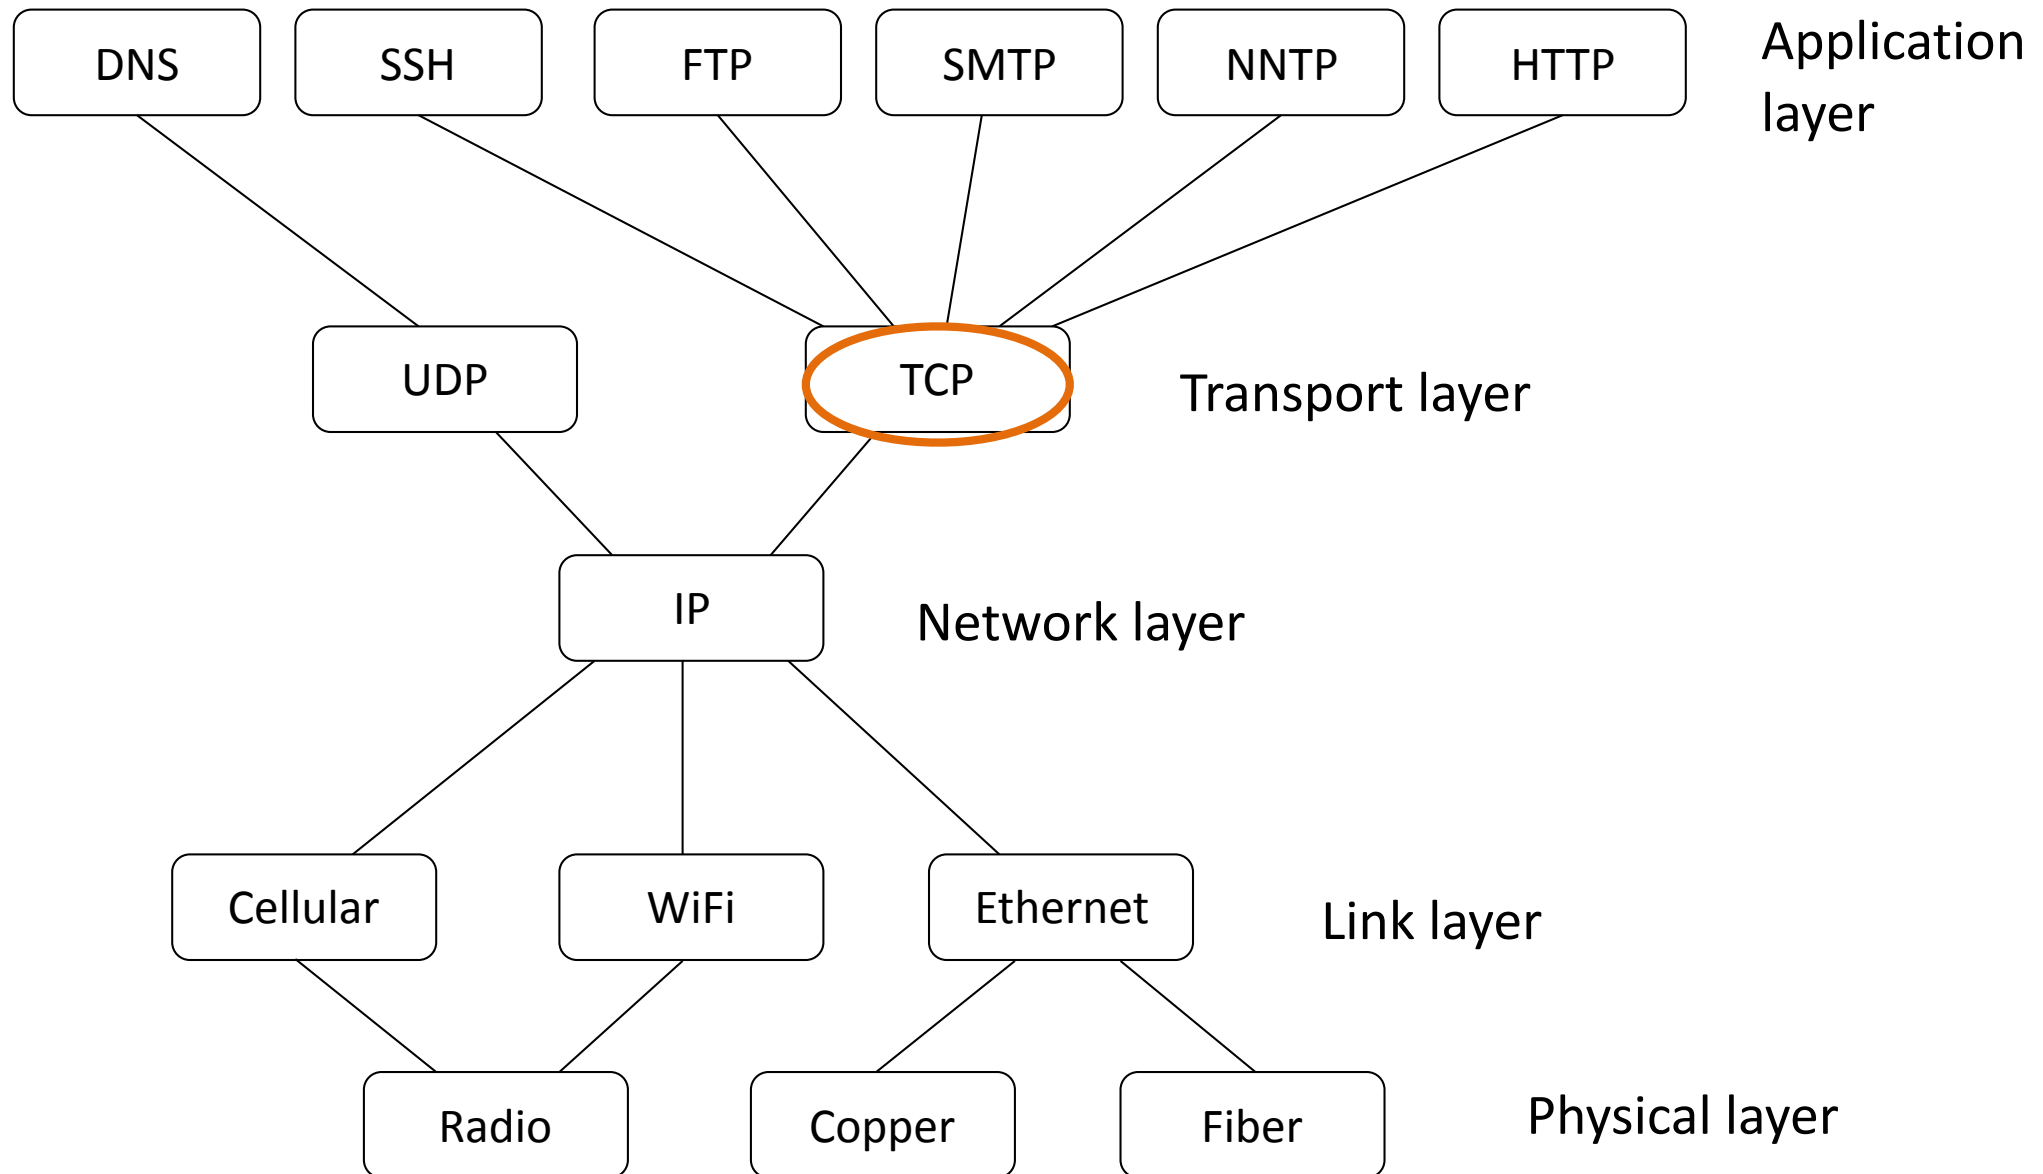 DNS
SSH
FTP
SMTP
NNTP
HTTP
Application
layer
UDP
TCP
Transport layer
IP
Network layer
Cellular
WiFi
Ethernet
Link layer
Radio
Copper
Fiber
Physical layer